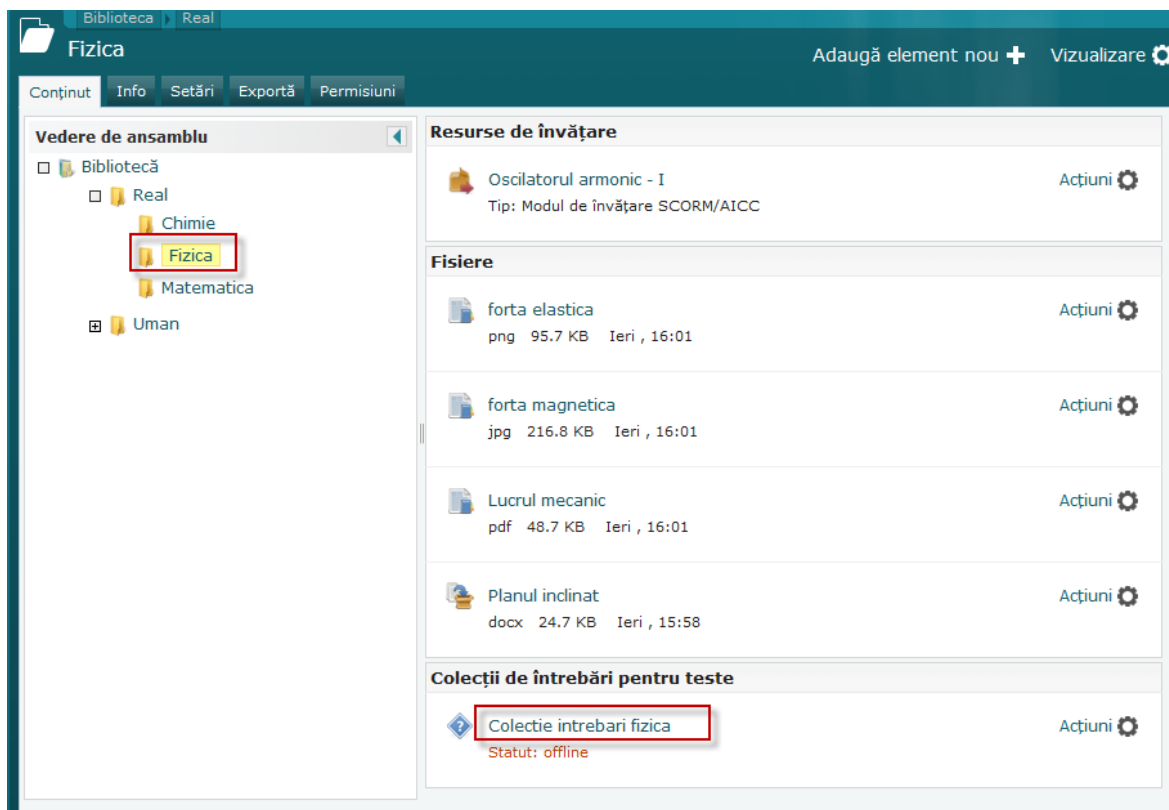 Biblioteca Real
Fizica
Adaugă element nou Vizualizare
Conținut Info Setări Exportă Permisiuni
Vedere de ansamblu
Bibliotecă
Real
Chimie
Fizica
Matematica
Uman
Resurse de învățare
Oscilatorul armonic - I Acțiuni
Tip: Modul de învățare SCORM/AICC
Fisiere
forta elastica Acțiuni
png 95.7 KB Ieri , 16:01
forta magnetica Acțiuni
jpg 216.8 KB Ieri , 16:01
Lucrul mecanic Acțiuni
pdf 48.7 KB Ieri , 16:01
Planul inclinat Acțiuni
docx 24.7 KB Ieri , 15:58
Colecții de întrebări pentru teste
Colectie intrebari fizica Acțiuni
Statut: offline